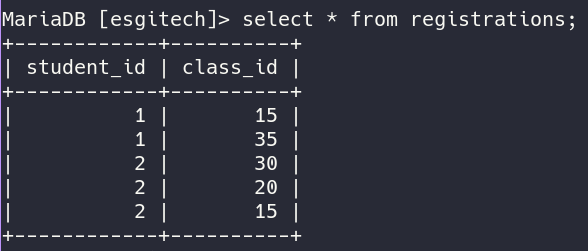 MariaDB [esgitech]> select * from registrations;
+------------+----------+
| student_id | class_id |
+------------+----------+
|          1 |       15 |
|          1 |       35 |
|          2 |       30 |
|          2 |       20 |
|          2 |       15 |
+------------+----------+